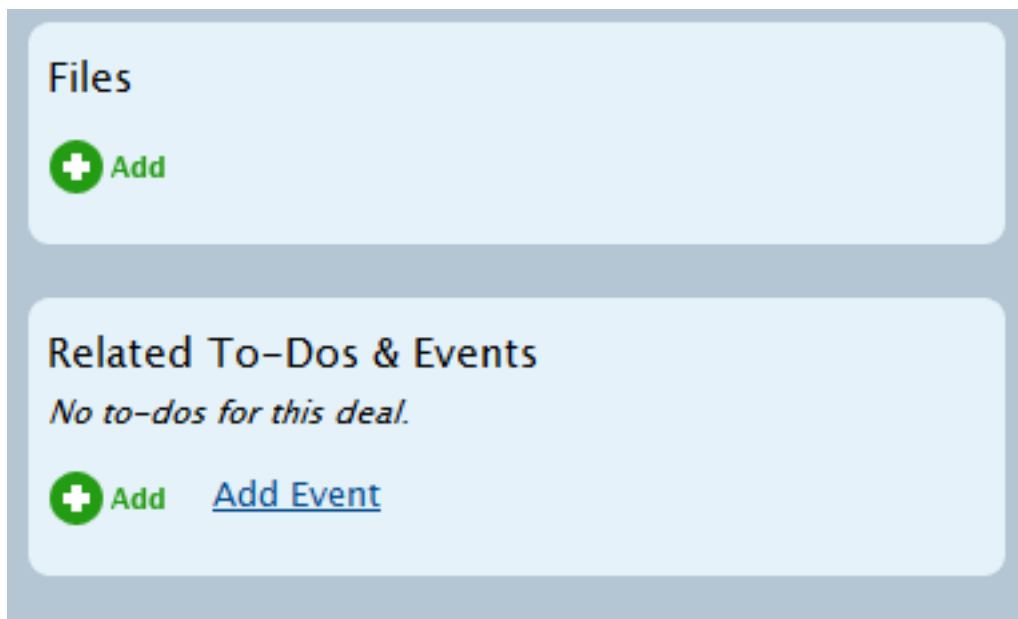 Files
Add
Related To-Dos & Events
No to-dos for this deal.
Add Add Event